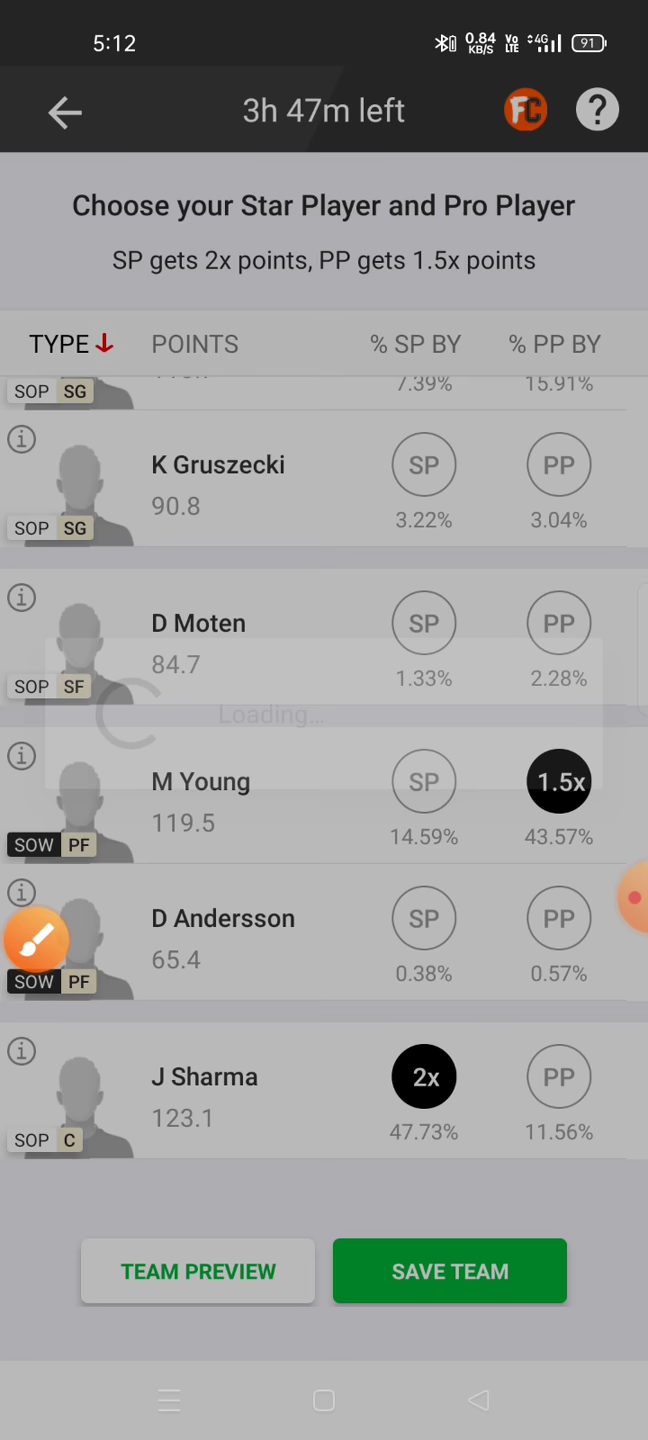 5:12
0.84
KB/S
Vo
LTE
4G
91
3h 47m left
FC
?
Choose your Star Player and Pro Player
SP gets 2x points, PP gets 1.5x points
TYPE POINTS % SP BY % PP BY
7.39% 15.91%
SOP SG
K Gruszecki SP PP
90.8
3.22% 3.04%
SOP SG
D Moten SP PP
84.7
1.33% 2.28%
SOP SF
Loading...
M Young SP 1.5x
119.5
14.59% 43.57%
SOW PF
D Andersson SP PP
65.4
0.38% 0.57%
SOW PF
J Sharma 2x PP
123.1
47.73% 11.56%
SOP C
TEAM PREVIEW SAVE TEAM